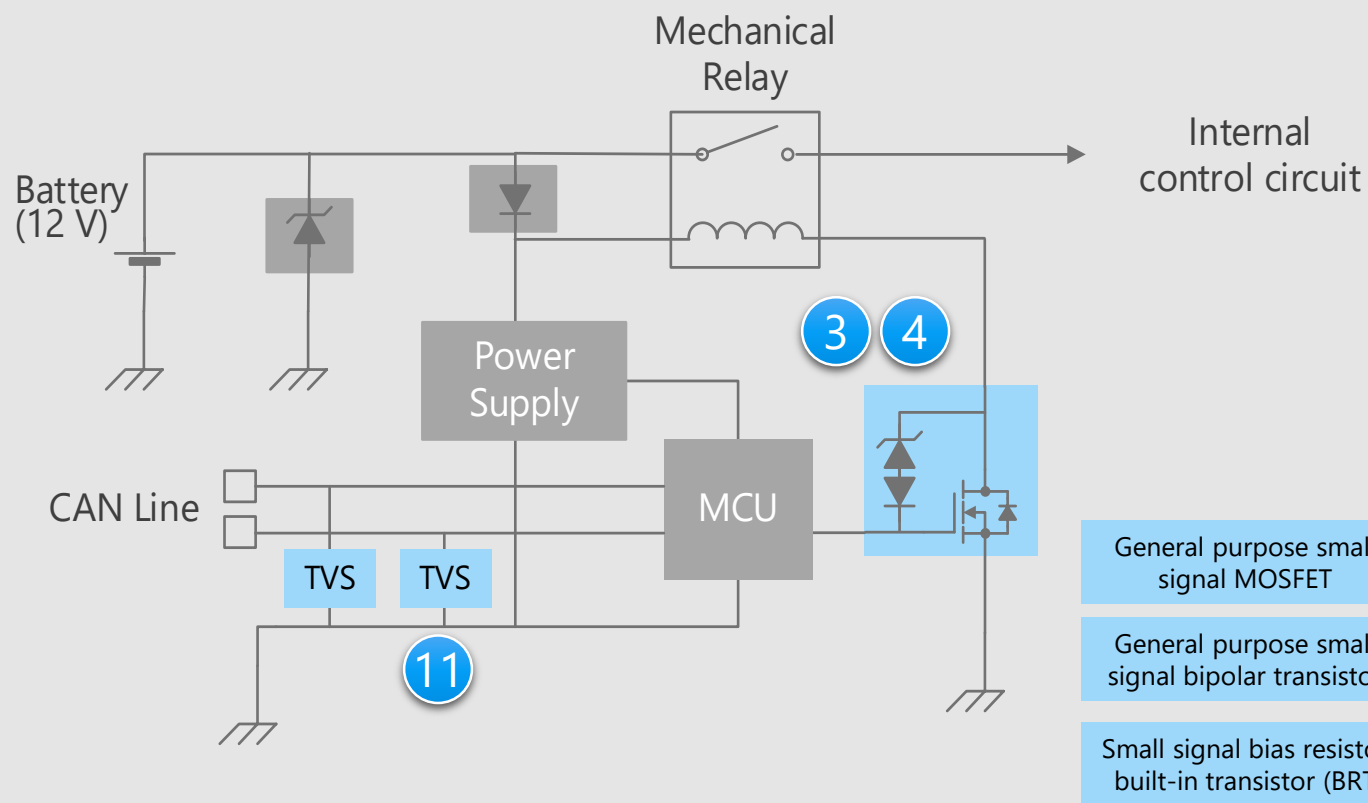 Mechanical
Relay
Internal
control circuit
Battery
(12 V)
3
4
Power
Supply
CAN Line
MCU
TVS
TVS
11
General purpose smal
signal MOSFET
General purpose smal
signal bipolar transisto
Small signal bias resisto
built-in transistor (BRT